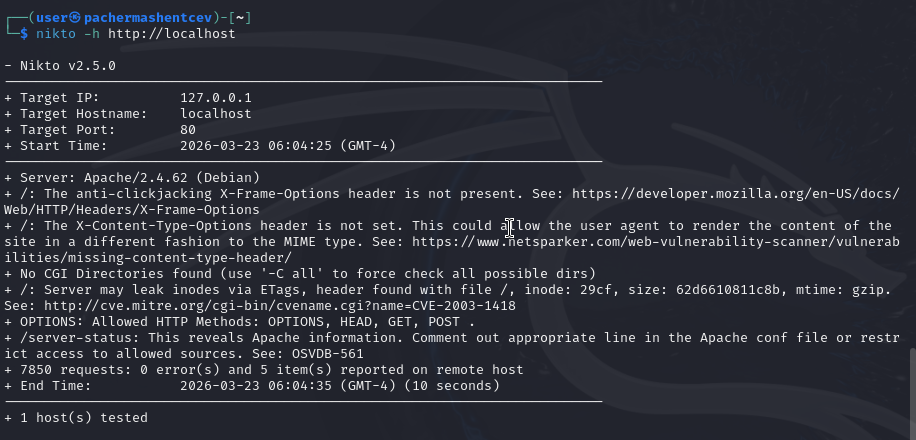 ┌──(user㉿pachermashentcev)-[~]
└─$ nikto -h http://localhost
- Nikto v2.5.0
+ Target IP:          127.0.0.1
+ Target Hostname:    localhost
+ Target Port:        80
+ Start Time:         2026-03-23 06:04:25 (GMT-4)
+ Server: Apache/2.4.62 (Debian)
+ /: The anti-clickjacking X-Frame-Options header is not present. See: https://developer.mozilla.org/en-US/docs/
Web/HTTP/Headers/X-Frame-Options
+ /: The X-Content-Type-Options header is not set. This could allow the user agent to render the content of the
site in a different fashion to the MIME type. See: https://www.netsparker.com/web-vulnerability-scanner/vulnerab
ilities/missing-content-type-header/
+ No CGI Directories found (use '-C all' to force check all possible dirs)
+ /: Server may leak inodes via ETags, header found with file /, inode: 29cf, size: 62d6610811c8b, mtime: gzip.
See: http://cve.mitre.org/cgi-bin/cvename.cgi?name=CVE-2003-1418
+ OPTIONS: Allowed HTTP Methods: OPTIONS, HEAD, GET, POST .
+ /server-status: This reveals Apache information. Comment out appropriate line in the Apache conf file or restr
ict access to allowed sources. See: OSVDB-561
+ 7850 requests: 0 error(s) and 5 item(s) reported on remote host
+ End Time:           2026-03-23 06:04:35 (GMT-4) (10 seconds)
+ 1 host(s) tested